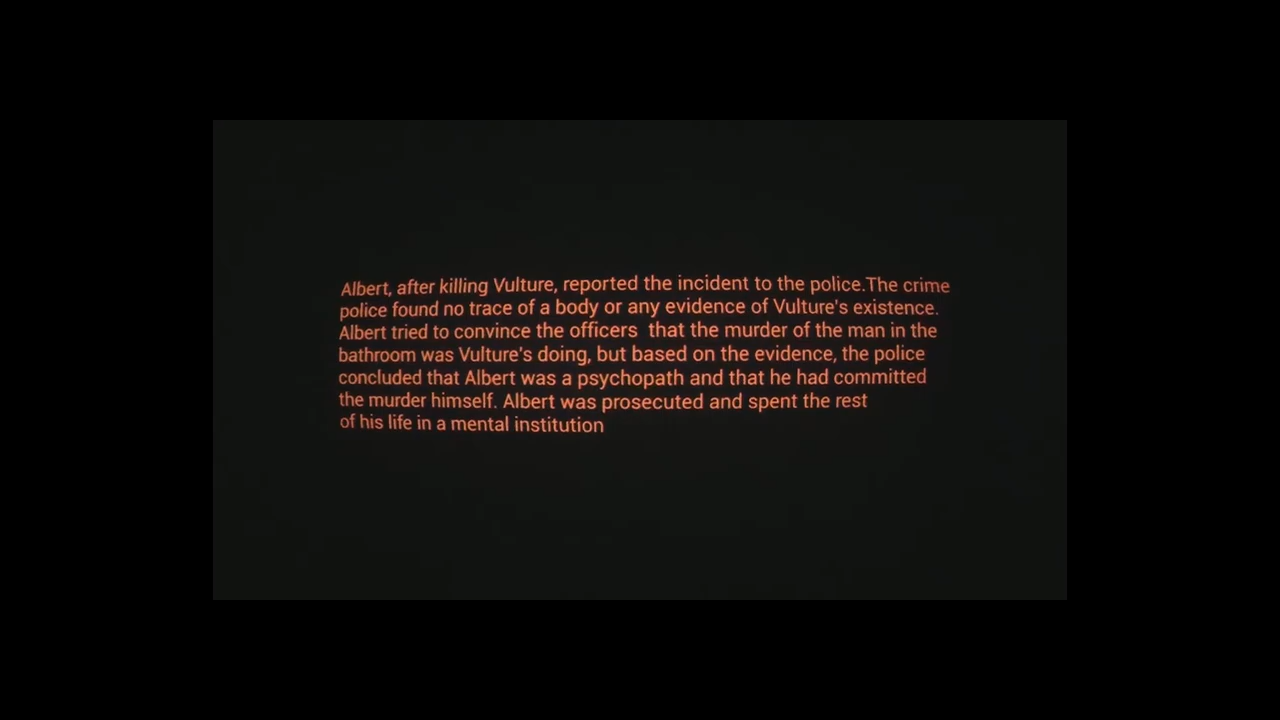 Albert, after killing Vulture, reported the incident to the police.The crime
police found no trace of a body or any evidence of Vulture's existence.
Albert tried to convince the officers  that the murder of the man in the
bathroom was Vulture's doing, but based on the evidence, the police
concluded that Albert was a psychopath and that he had committed
the murder himself. Albert was prosecuted and spent the rest
of his life in a mental institution